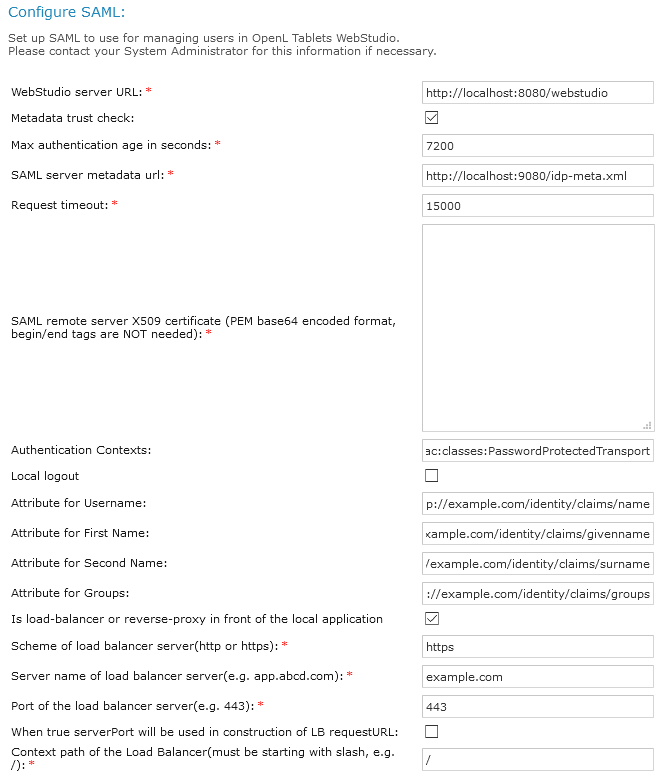 Configure SAML:
Set up SAML to use for managing users in OpenL Tablets WebStudio.
Please contact your System Administrator for this information if necessary.
WebStudio server URL: * http://localhost:8080/webstudio
Metadata trust check:
Max authentication age in seconds: * 7200
SAML server metadata url: * http://localhost:9080/idp-meta.xml
Request timeout: * 15000
SAML remote server X509 certificate (PEM base64 encoded format,
begin/end tags are NOT needed): *
Authentication Contexts: ac:classes:PasswordProtectedTransport
Local logout
Attribute for Username: p://example.com/identity/claims/name
Attribute for First Name: xample.com/identity/claims/givenname
Attribute for Second Name: /example.com/identity/claims/surname
Attribute for Groups: ://example.com/identity/claims/groups
Is load-balancer or reverse-proxy in front of the local application
Scheme of load balancer server(http or https): * https
Server name of load balancer server(e.g. app.abcd.com): * example.com
Port of the load balancer server(e.g. 443): * 443
When true serverPort will be used in construction of LB requestURL:
Context path of the Load Balancer(must be starting with slash, e.g.
/): * /